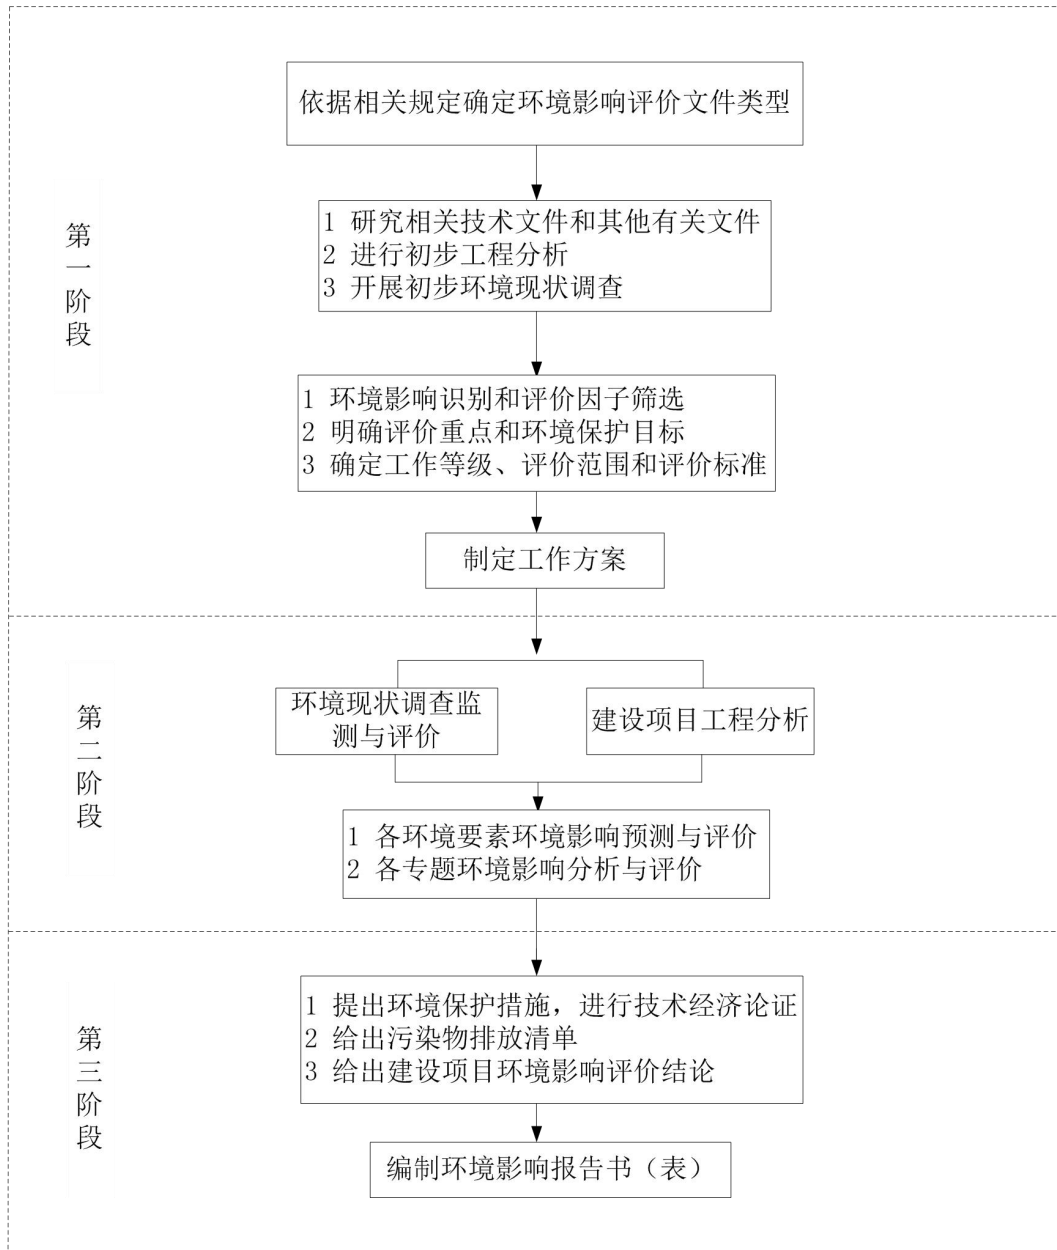 依据相关规定确定环境影响评价文件类型
第一阶段
1 研究相关技术文件和其他有关文件
2 进行初步工程分析
3 开展初步环境现状调查
1 环境影响识别和评价因子筛选
2 明确评价重点和环境保护目标
3 确定工作等级、评价范围和评价标准
制定工作方案
第二阶段
环境现状调查监
测与评价
建设项目工程分析
1 各环境要素环境影响预测与评价
2 各专题环境影响分析与评价
第三阶段
1 提出环境保护措施，进行技术经济论证
2 给出污染物排放清单
3 给出建设项目环境影响评价结论
编制环境影响报告书（表）